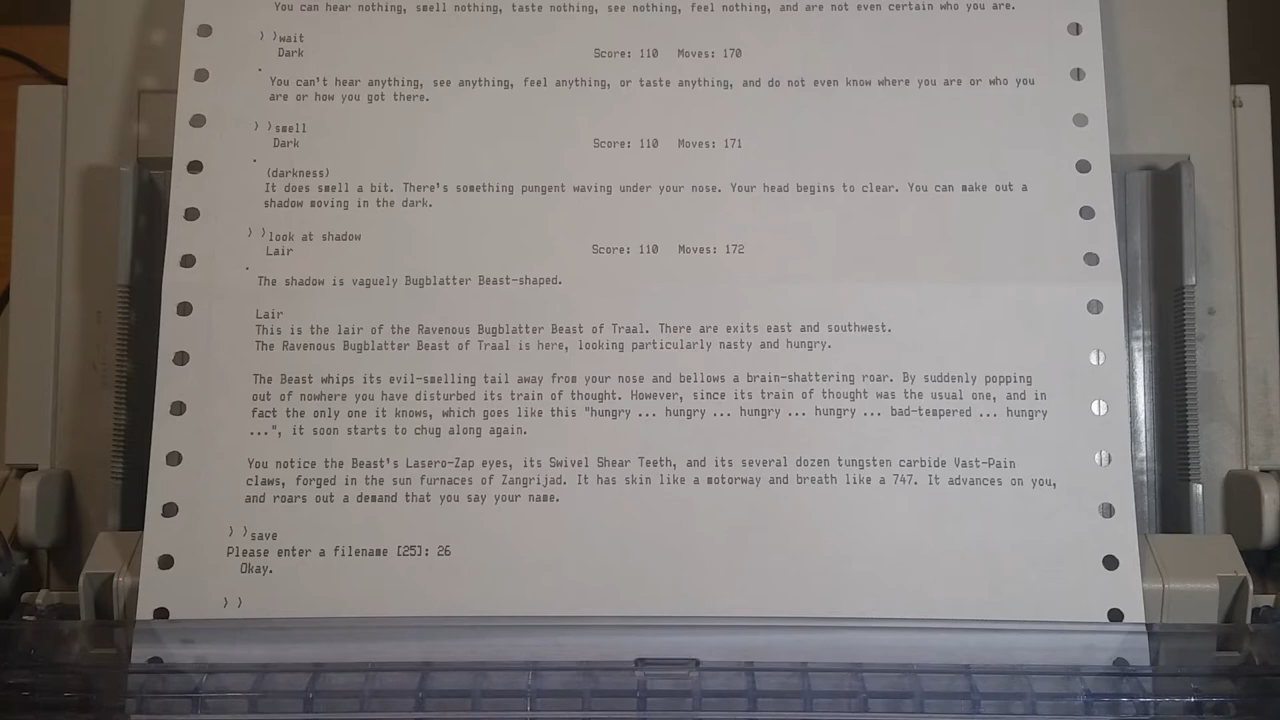 You can hear nothing, smell nothing, taste nothing, see nothing, feel nothing, and are not even certain who you are.
) )wait
Dark Score: 110 Moves: 170
.
You can't hear anything, see anything, feel anything, or taste anything, and do not even know where you are or who you
are or how you got there.
) )smell
Dark Score: 110 Moves: 171
.
(darkness)
It does smell a bit. There's something pungent waving under your nose. Your head begins to clear. You can make out a
shadow moving in the dark.
) )look at shadow
Lair Score: 110 Moves: 172
.
The shadow is vaguely Bugblatter Beast-shaped.
Lair
This is the lair of the Ravenous Bugblatter Beast of Traal. There are exits east and southwest.
The Ravenous Bugblatter Beast of Traal is here, looking particularly nasty and hungry.
The Beast whips its evil-smelling tail away from your nose and bellows a brain-shattering roar. By suddenly popping
out of nowhere you have disturbed its train of thought. However, since its train of thought was the usual one, and in
fact the only one it knows, which goes like this "hungry ... hungry ... hungry ... hungry ... bad-tempered ... hungry
...", it soon starts to chug along again.
You notice the Beast's Lasero-Zap eyes, its Swivel Shear Teeth, and its several dozen tungsten carbide Vast-Pain
claws, forged in the sun furnaces of Zangrijad. It has skin like a motorway and breath like a 747. It advances on you,
and roars out a demand that you say your name.
) )save
Please enter a filename [25]: 26
Okay.
) )